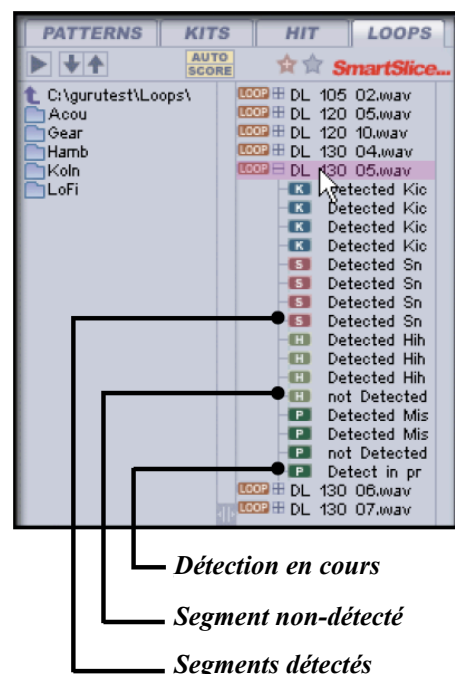 PATTERNS KITS HIT LOOPS
AUTO SCORE SmartSlice...
C:\gurutest\Loops\ LOOP DL 105 02.wav
Acou LOOP DL 120 05.wav
Gear LOOP DL 120 10.wav
Hamb LOOP DL 130 04.wav
Koln LOOP DL 130 05.wav
LoFi K Detected Kic
K Detected Kic
K Detected Kic
K Detected Kic
S Detected Sn
S Detected Sn
S Detected Sn
S Detected Sn
H Detected Hih
H Detected Hih
H Detected Hih
H not Detected
P Detected Mis
P Detected Mis
P not Detected
P Detect in pr
LOOP DL 130 06.wav
LOOP DL 130 07.wav
Détection en cours
Segment non-détecté
Segments détectés